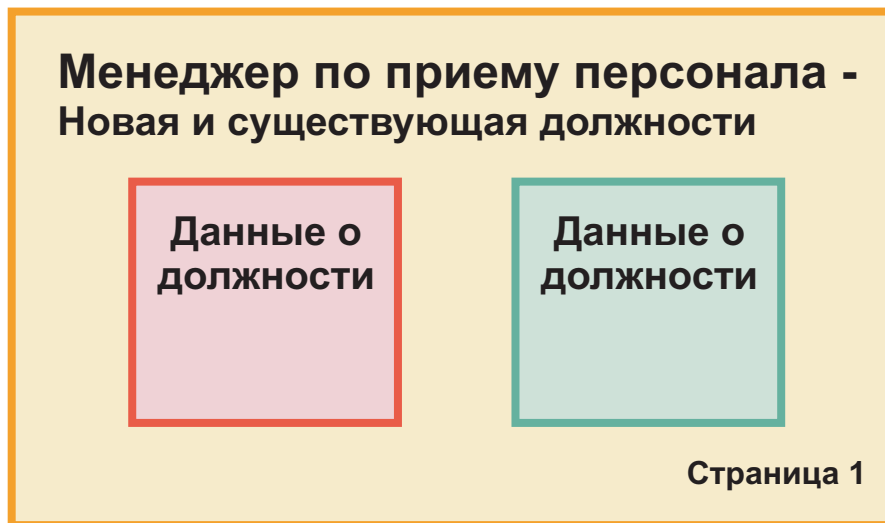 Менеджер по приему персонала -
Новая и существующая должности
Данные о
должности
Данные о
должности
Страница 1